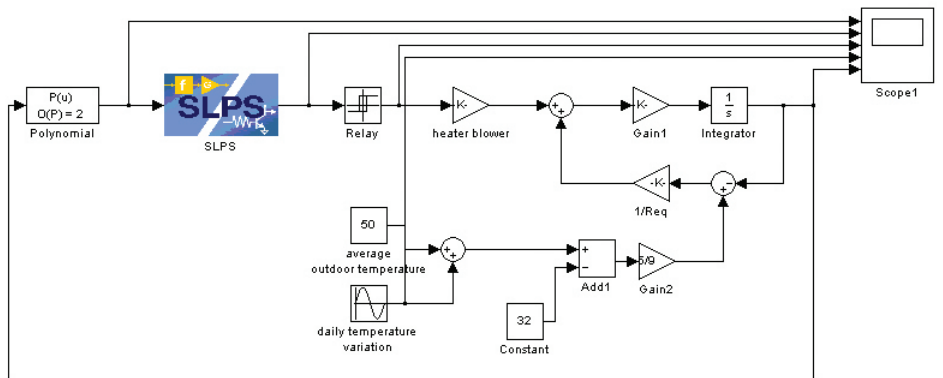 P(u)
O(P) = 2
Polynomial
f
G
SLPS
SLPS
Relay
K-
heater blower
+
+
K-
Gain1
1
s
Integrator
Scope1
-K-
1/Req
+
−
50
average
outdoor temperature
+
+
daily temperature
variation
+
−
Add1
5/9
Gain2
32
Constant